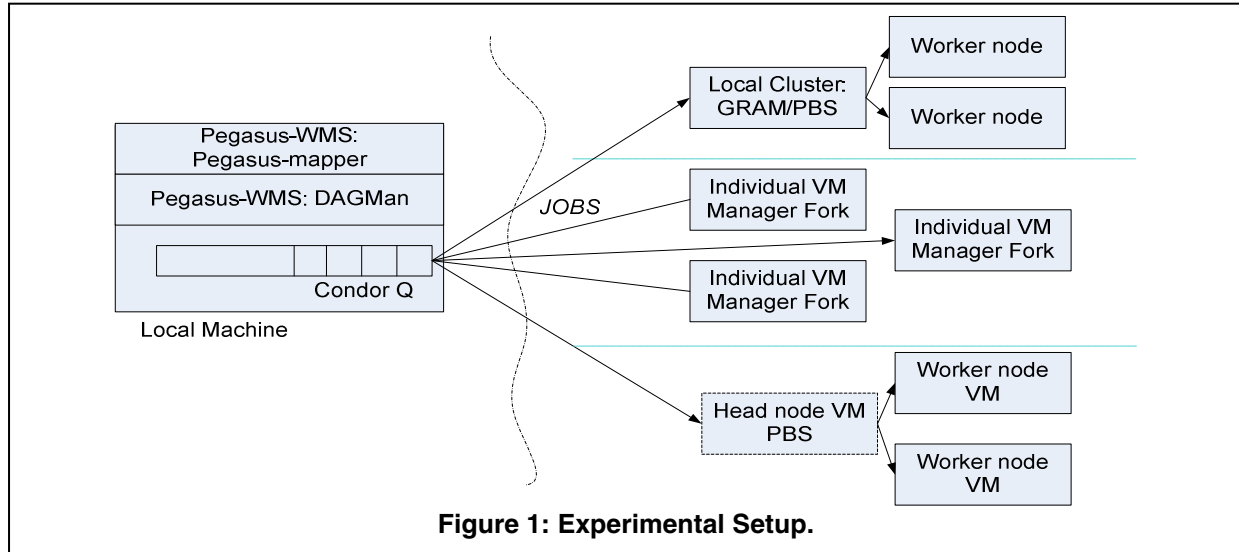 Pegasus-WMS:
Pegasus-mapper
Pegasus-WMS: DAGMan
Condor Q
Local Machine
JOBS
Local Cluster:
GRAM/PBS
Worker node
Worker node
Individual VM
Manager Fork
Individual VM
Manager Fork
Individual VM
Manager Fork
Head node VM
PBS
Worker node
VM
Worker node
VM
Figure 1: Experimental Setup.